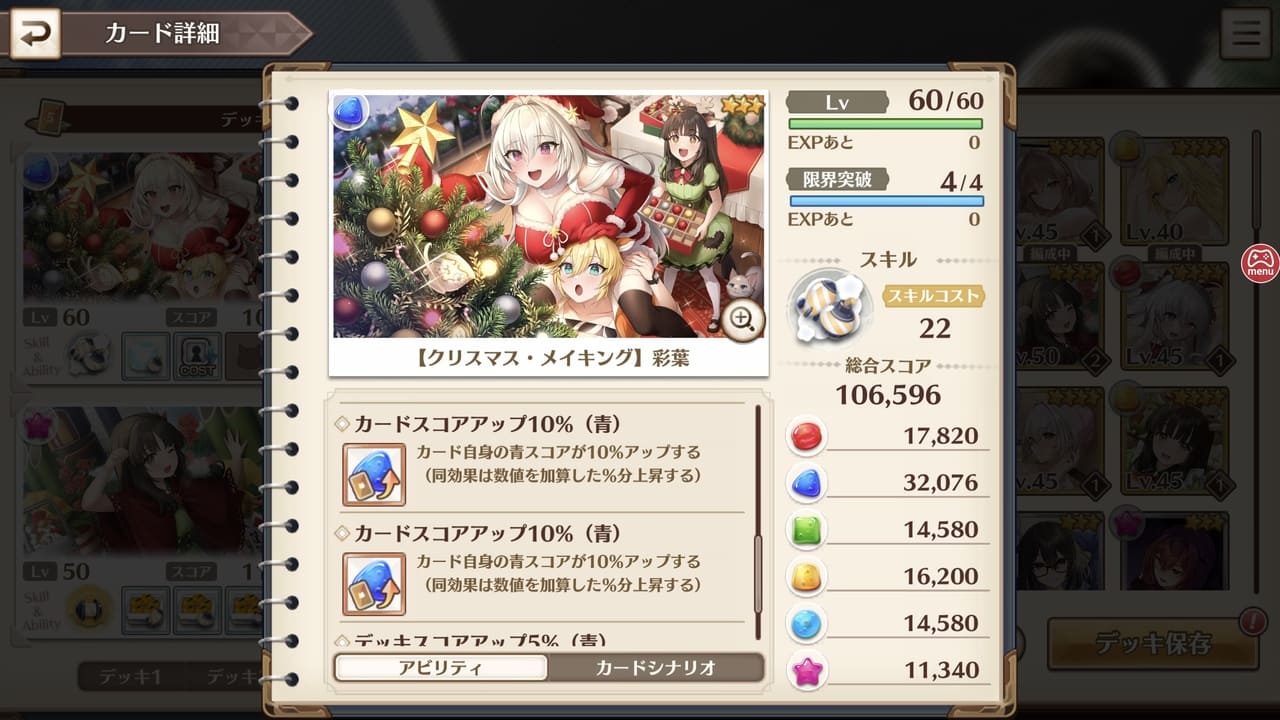 カード詳細
デッキ
Lv 60
スコア
Skill
&
Ability
COST
Lv 50
スコア
Skill
&
Ability
デッキ1
デッキ
【クリスマス・メイキング】彩葉
カードスコアアップ10%（青）
カード自身の青スコアが10%アップする
（同効果は数値を加算した%分上昇する）
カードスコアアップ10%（青）
カード自身の青スコアが10%アップする
（同効果は数値を加算した%分上昇する）
デッキスコアアップ5%（青）
アビリティ
カードシナリオ
Lv 60/60
EXPあと 0
限界突破 4/4
EXPあと 0
スキル
スキルコスト
22
総合スコア
106,596
17,820
32,076
14,580
16,200
14,580
11,340
Lv.40
編成中
編成中
Lv.45
Lv.45
デッキ保存
menu